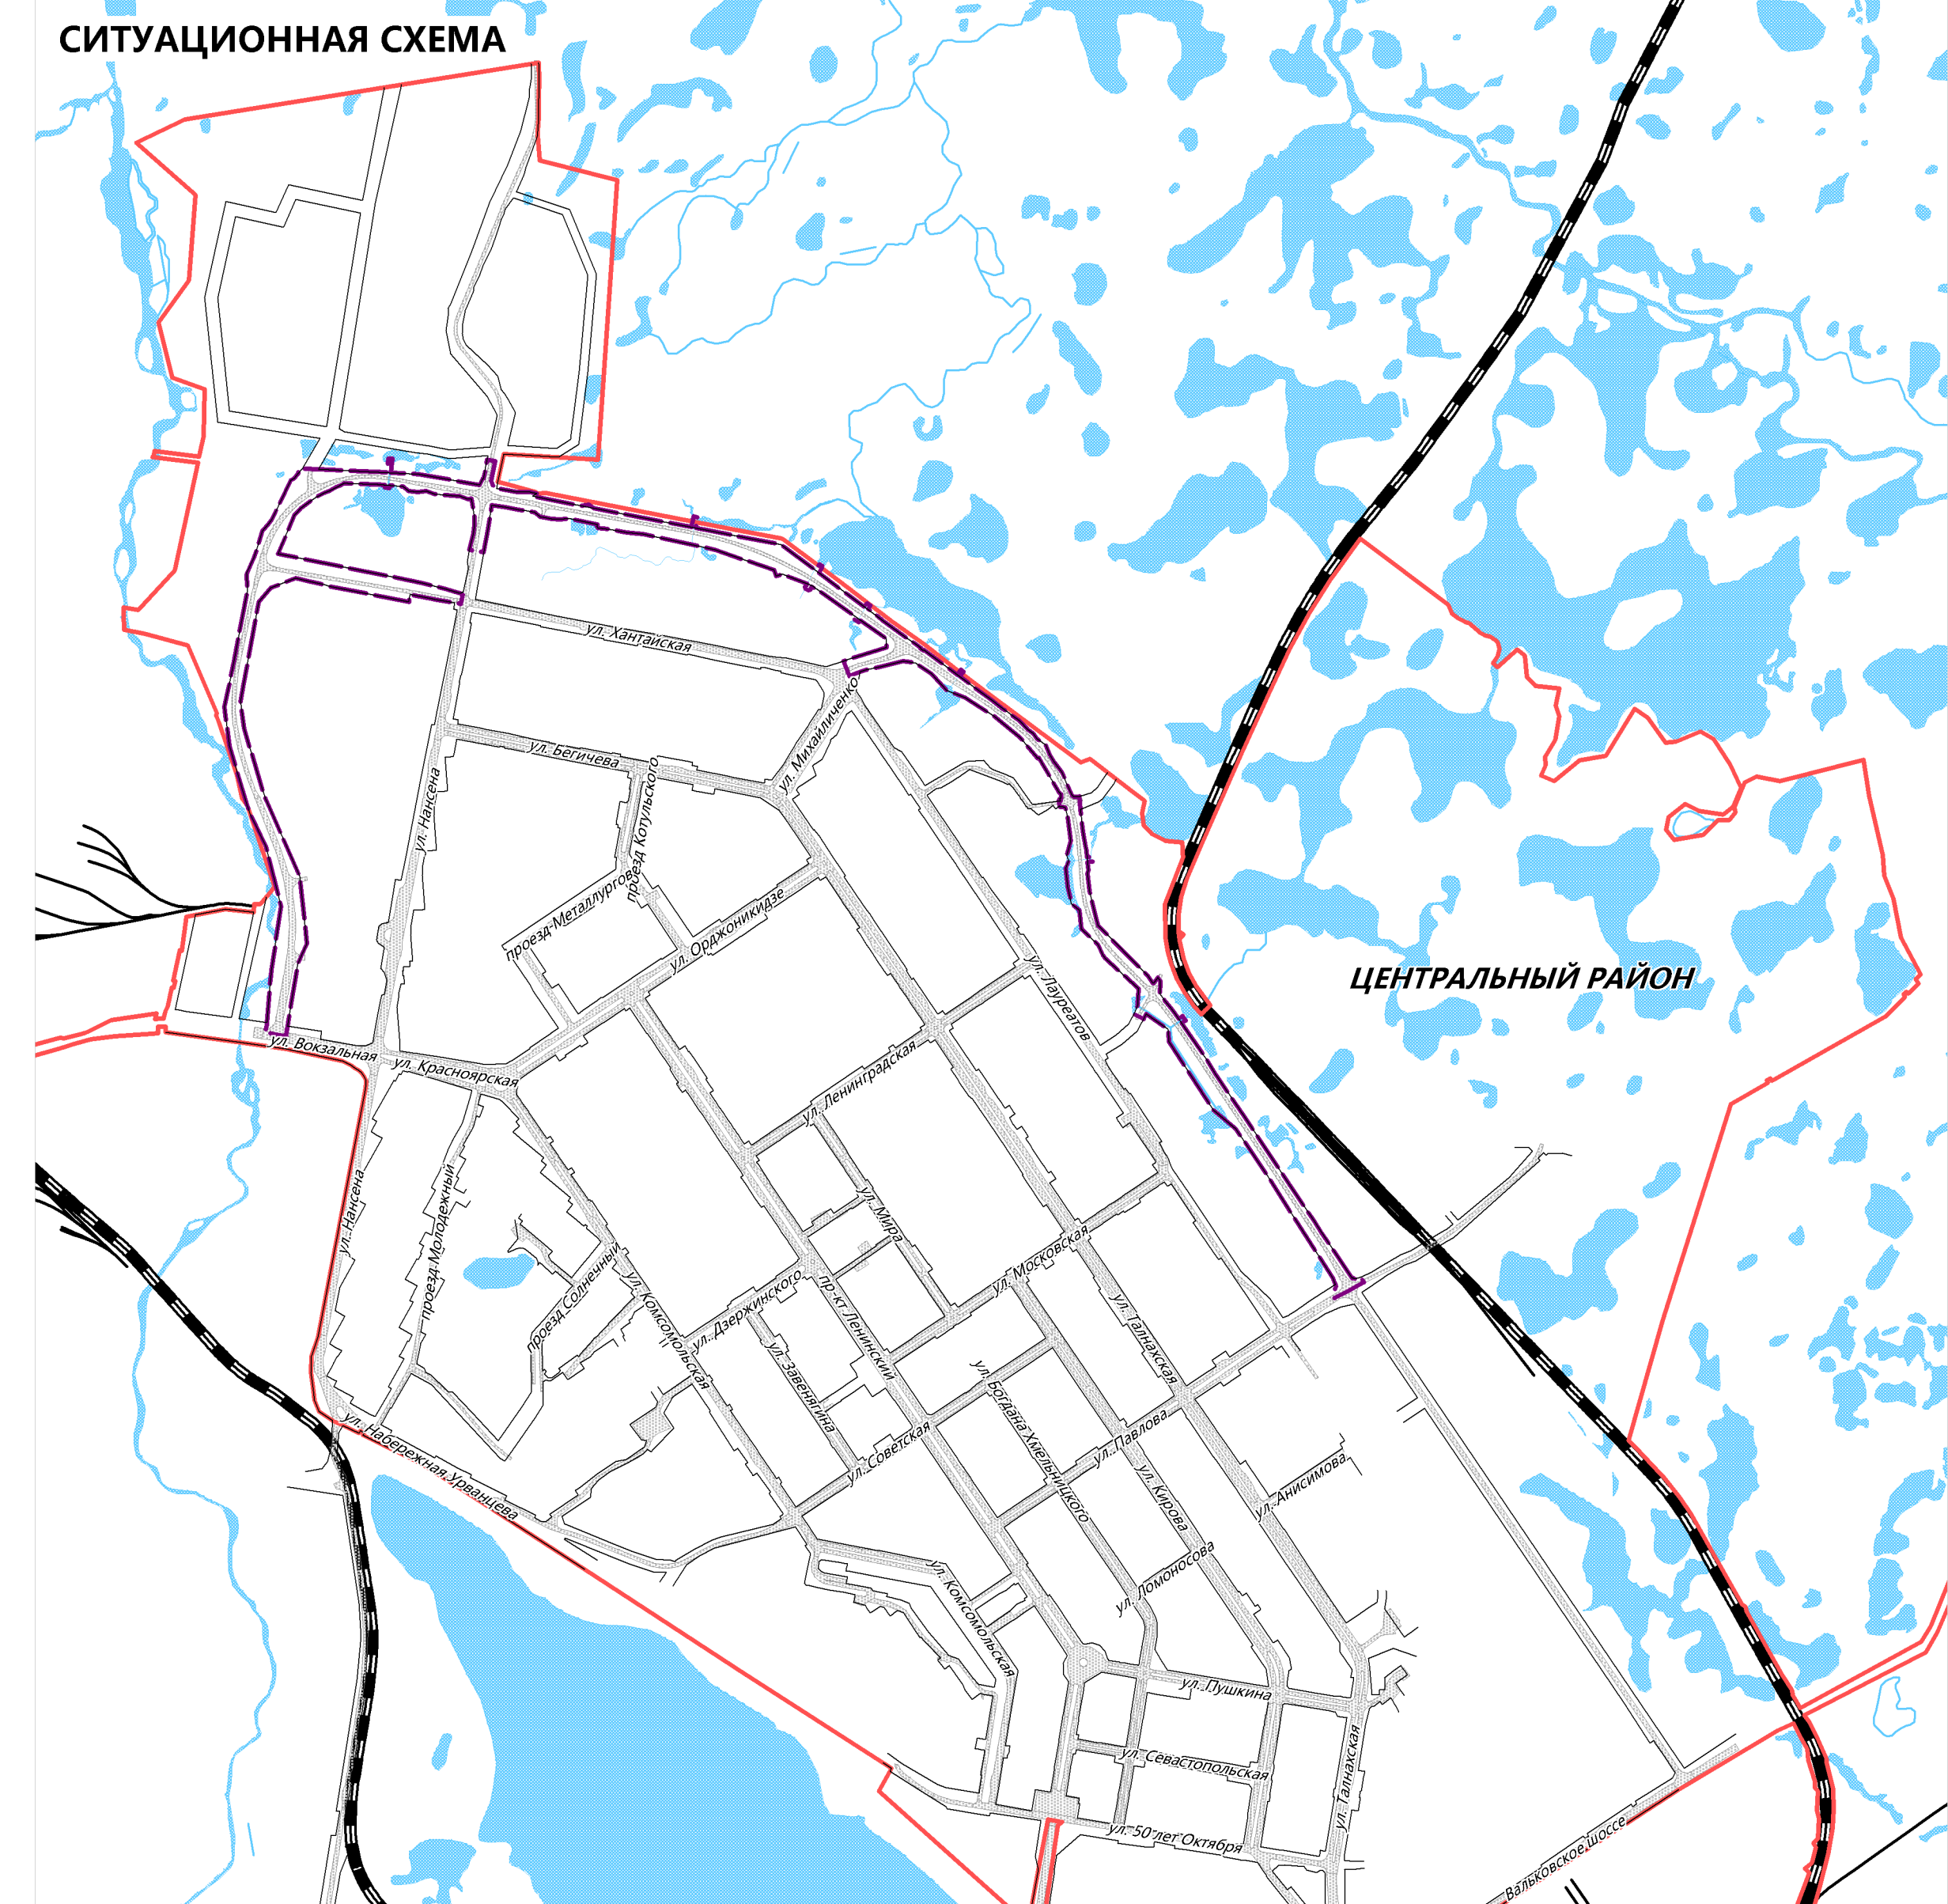 СИТУАЦИОННАЯ СХЕМА
ул. Хантайская
ул. Михайличенко
ул. Бегичева
проезд Котульского
ул. Нансена
проезд Металлургов
ул. Орджоникидзе
ул. Лауреатов
ЦЕНТРАЛЬНЫЙ РАЙОН
ул. Вокзальная
ул. Красноярская
ул. Ленинградская
ул. Нансена
проезд Молодежный
ул. Мира
проезд Солнечный
ул. Комсомольская
ул. Дзержинского
пр-кт Ленинский
ул. Московская
ул. Талнахская
ул. Завенягина
ул. Богдана Хмельницкого
ул. Набережная Урванцева
ул. Советская
ул. Павлова
ул. Кирова
ул. Анисимова
ул. Ломоносова
ул. Комсомольская
ул. Пушкина
ул. Севастопольская
ул. Талнахская
ул. 50 лет Октября
Вальковское шоссе